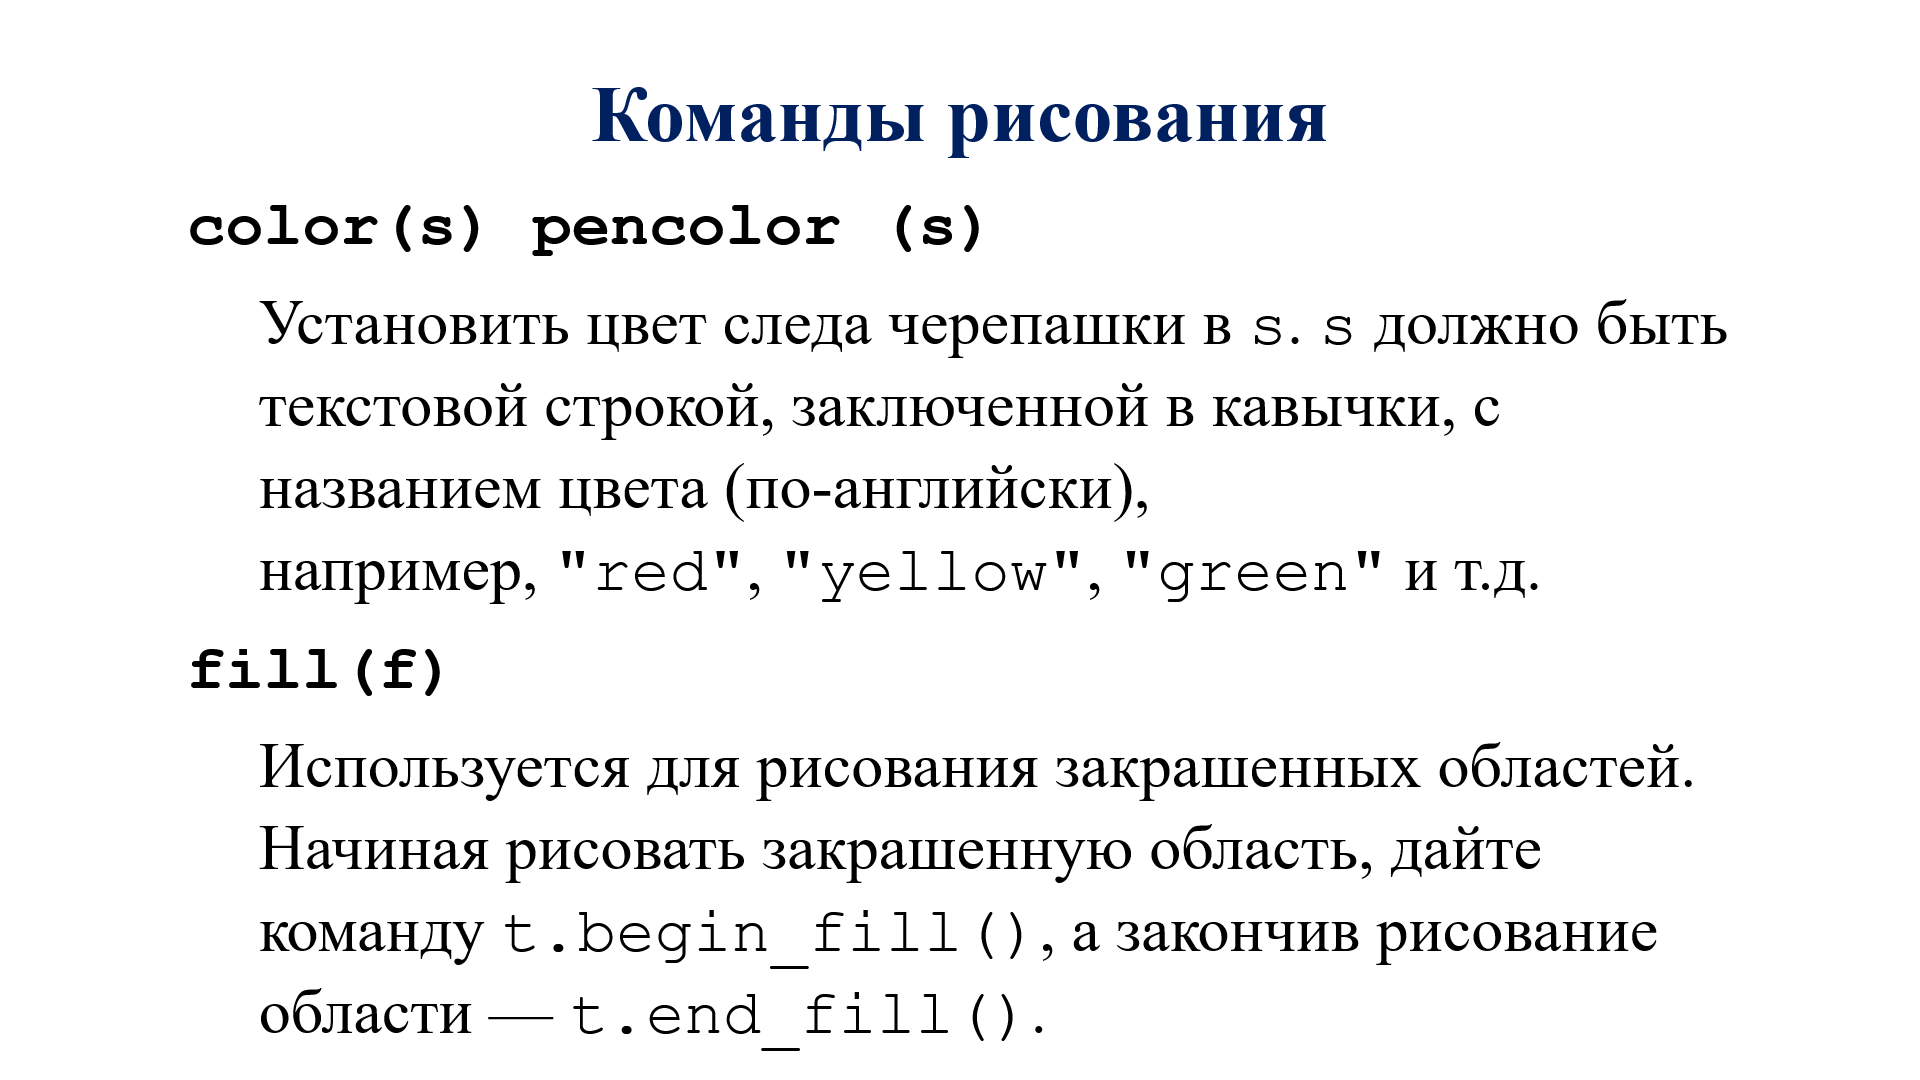 Команды рисования
color(s) pencolor (s)
Установить цвет следа черепашки в s. s должно быть
текстовой строкой, заключенной в кавычки, с
названием цвета (по-английски),
например, "red", "yellow", "green" и т.д.
fill(f)
Используется для рисования закрашенных областей.
Начиная рисовать закрашенную область, дайте
команду t.begin_fill(), а закончив рисование
области — t.end_fill().